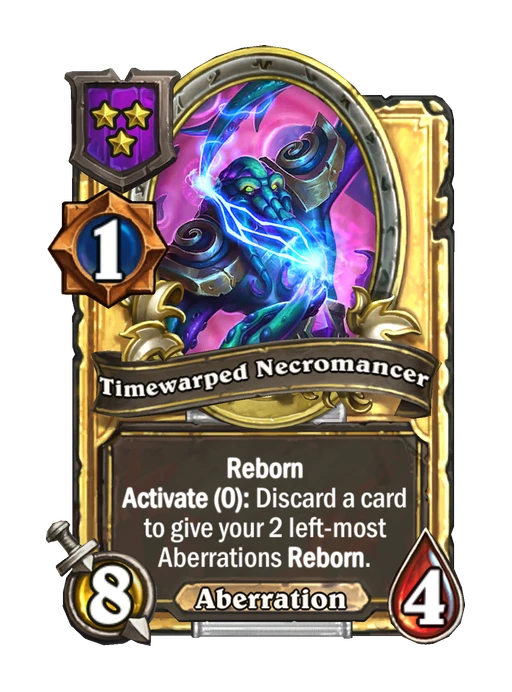 1
Timewarped Necromancer
Reborn
Activate (0): Discard a card
to give your 2 left-most
Aberrations Reborn.
8
Aberration
4